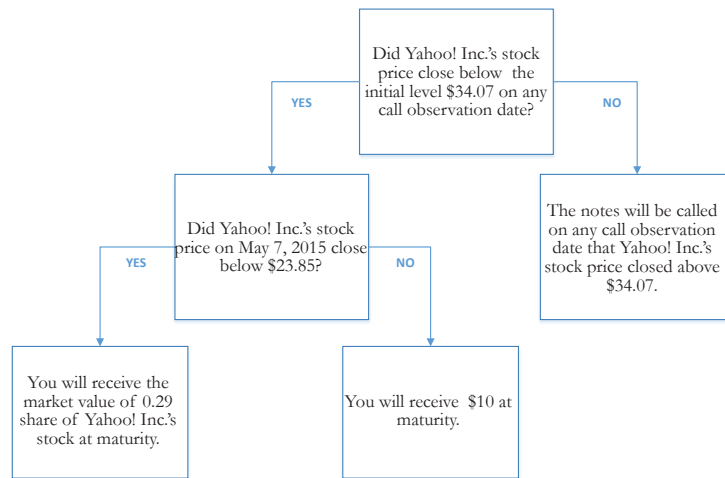 Did Yahoo! Inc.'s stock
price close below the
initial level $34.07 on any
call observation date?
YES
NO
Did Yahoo! Inc.'s stock
price on May 7, 2015 close
below $23.85?
The notes will be called
on any call observation
date that Yahoo! Inc.'s
stock price closed above
$34.07.
YES
NO
You will receive the
market value of 0.29
share of Yahoo! Inc.'s
stock at maturity.
You will receive $10 at
maturity.